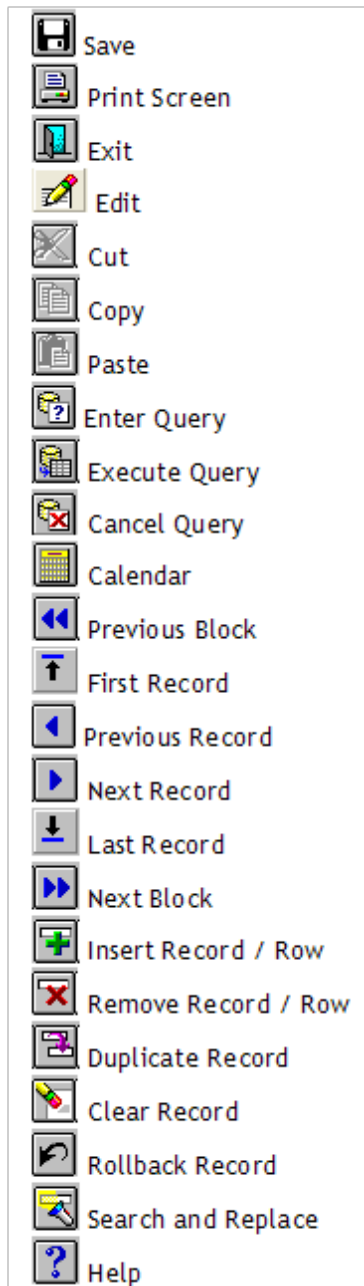 Save
Print Screen
Exit
Edit
Cut
Copy
Paste
Enter Query
Execute Query
Cancel Query
Calendar
Previous Block
First Record
Previous Record
Next Record
Last Record
Next Block
Insert Record / Row
Remove Record / Row
Duplicate Record
Clear Record
Rollback Record
Search and Replace
Help